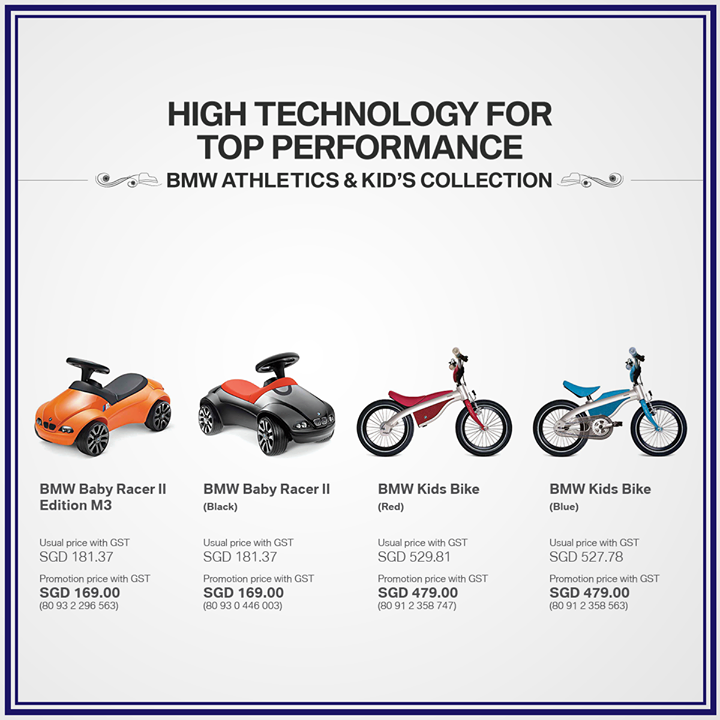 HIGH TECHNOLOGY FOR
TOP PERFORMANCE
BMW ATHLETICS & KID'S COLLECTION
BMW Baby Racer II
Edition M3
Usual price with GST
SGD 181.37
Promotion price with GST
SGD 169.00
(80 93 2 296 563)
BMW Baby Racer II
(Black)
Usual price with GST
SGD 181.37
Promotion price with GST
SGD 169.00
(80 93 0 446 003)
BMW Kids Bike
(Red)
Usual price with GST
SGD 529.81
Promotion price with GST
SGD 479.00
(80 91 2 358 747)
BMW Kids Bike
(Blue)
Usual price with GST
SGD 527.78
Promotion price with GST
SGD 479.00
(80 91 2 358 563)